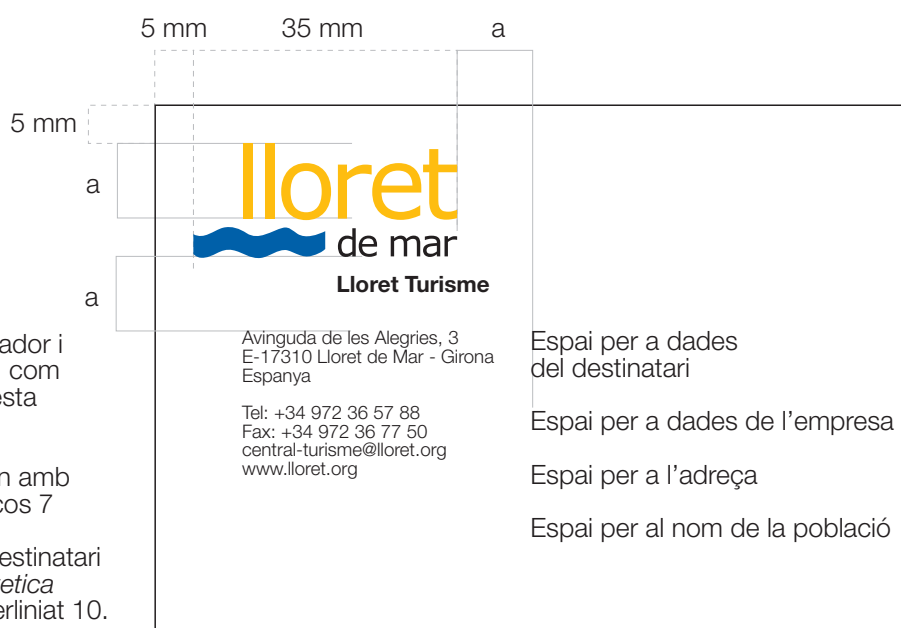 5 mm 35 mm a
5 mm
a
lloret
de mar
Lloret Turisme
a
Avinguda de les Alegries, 3
E-17310 Lloret de Mar - Girona
Espanya
Tel: +34 972 36 57 88
Fax: +34 972 36 77 50
central-turisme@lloret.org
www.lloret.org
Espai per a dades
del destinatari
Espai per a dades de l’empresa
Espai per a l’adreça
Espai per al nom de la població
ador i
com
esta
n amb
cos 7
estinatari
etica
erliniat 10.